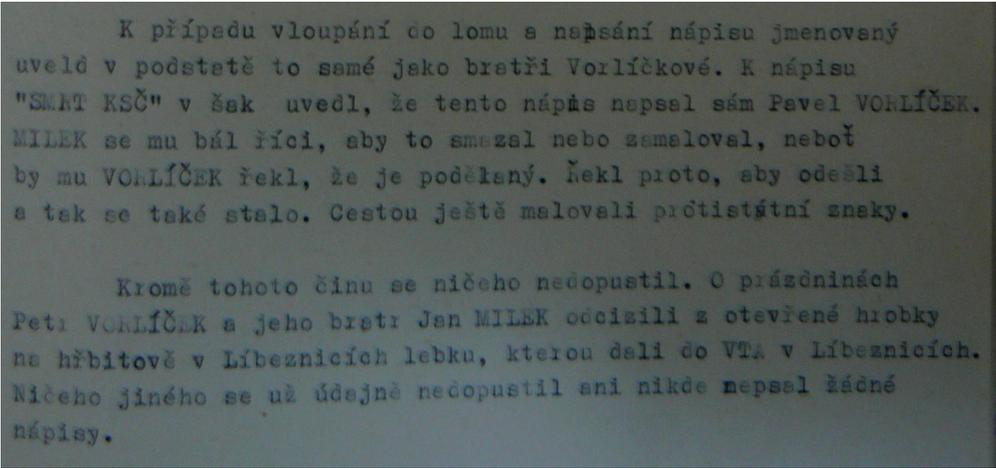 K případu vloupání do lomu a napsání nápisu jmenovaný
uveld v podstatě to samé jako bratři Vorlíčkové. K nápisu
"SMRT KSČ" v šak uvedl, že tento nápis napsal sám Pavel VORLÍČEK.
MILEK se mu bál říci, aby to smazal nebo zamaloval, neboť
by mu VORLÍČEK řekl, že je podělaný. Řekl proto, aby odešli
a tak se také stalo. Cestou ještě malovali protistátní znaky.
Kromě tohoto činu se ničeho nedopustil. O prázdninách
Petr VORLÍČEK a jeho bratr Jan MILEK odcizili z otevřené hrobky
na hřbitově v Líbeznicích lebku, kterou dali do VTA v Líbeznicích.
Ničeho jiného se už údajně nedopustil ani nikde nepsal žádné
nápisy.